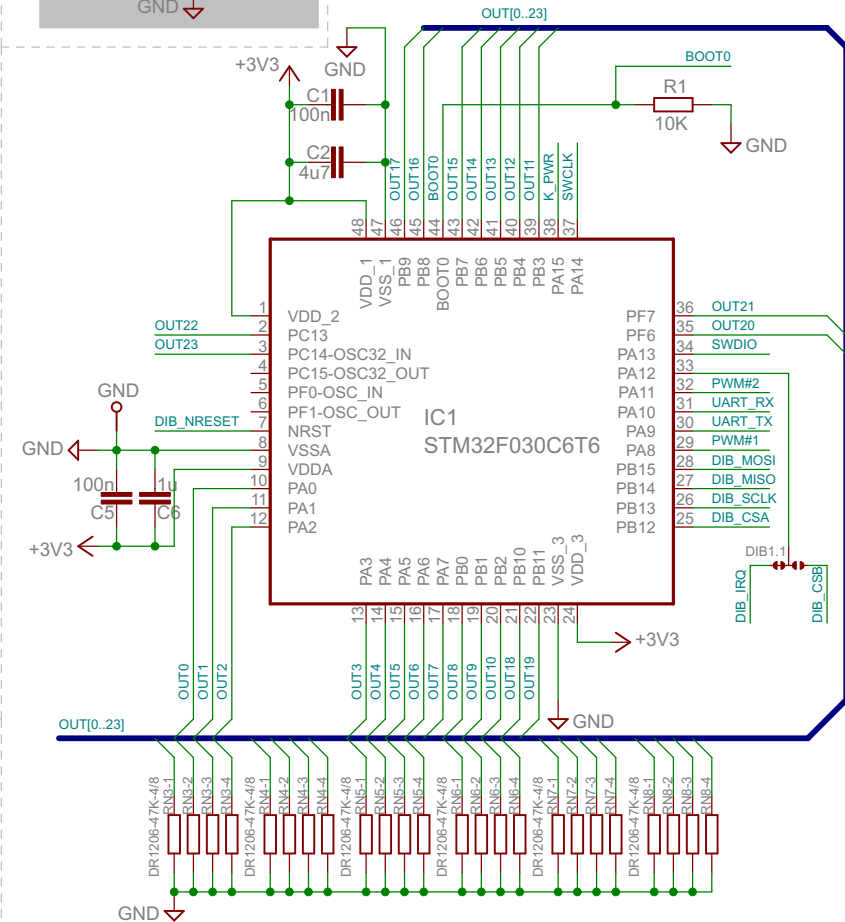 GND
OUT[0..23]
+3V3
GND
BOOT0
C1
100n
R1
10K
GND
C2
4u7
OUT17
OUT16
BOOT0
OUT15
OUT14
OUT13
OUT12
OUT11
K_PWR
SWCLK
48
47
46
45
44
43
42
41
40
39
38
37
VDD_1
VSS_1
PB9
PB8
BOOT0
PB7
PB6
PB5
PB4
PB3
PA15
PA14
1 VDD_2
OUT22 2 PC13
OUT23 3 PC14-OSC32_IN
4 PC15-OSC32_OUT
5 PF0-OSC_IN
6 PF1-OSC_OUT
DIB_NRESET 7 NRST
8 VSSA
9 VDDA
10 PA0
11 PA1
12 PA2
PF7 36 OUT21
PF6 35 OUT20
PA13 34 SWDIO
PA12 33
PA11 32 PWM#2
PA10 31 UART_RX
PA9 30 UART_TX
PA8 29 PWM#1
PB15 28 DIB_MOSI
PB14 27 DIB_MISO
PB13 26 DIB_SCLK
PB12 25 DIB_CSA
IC1
STM32F030C6T6
GND
GND
100n
C5
1u
C6
+3V3
DIB1.1
DIB_IRQ
DIB_CSB
PA3
PA4
PA5
PA6
PA7
PB0
PB1
PB2
PB10
PB11
VSS_3
VDD_3
13
14
15
16
17
18
19
20
21
22
23
24
+3V3
OUT0
OUT1
OUT2
OUT3
OUT4
OUT5
OUT6
OUT7
OUT8
OUT9
OUT10
OUT18
OUT19
GND
OUT[0..23]
DR1206-47K-4/8
RN3-1
RN3-2
RN3-3
RN3-4
DR1206-47K-4/8
RN4-1
RN4-2
RN4-3
RN4-4
DR1206-47K-4/8
RN5-1
RN5-2
RN5-3
RN5-4
DR1206-47K-4/8
RN6-1
RN6-2
RN6-3
RN6-4
DR1206-47K-4/8
RN7-1
RN7-2
RN7-3
RN7-4
DR1206-47K-4/8
RN8-1
RN8-2
RN8-3
RN8-4
GND